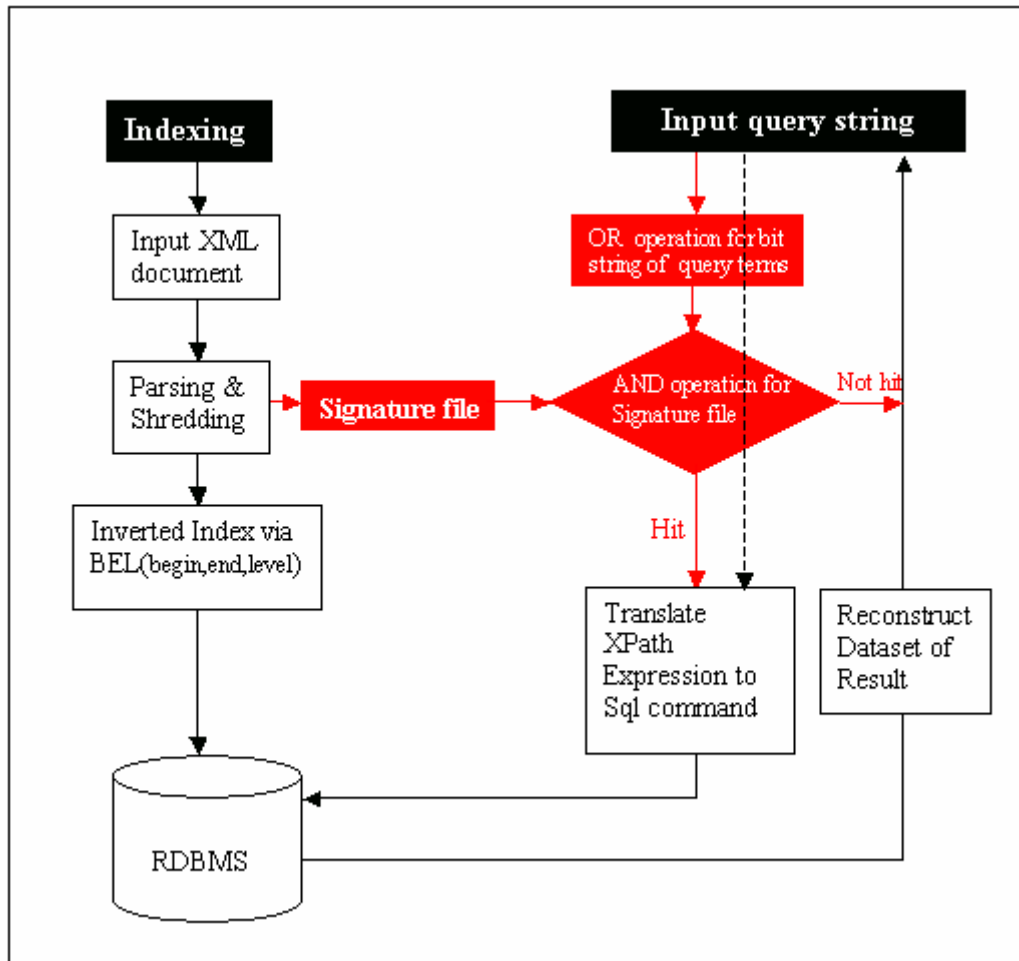 Indexing
Input XML
document
Parsing &
Shredding
Inverted Index via
BEL(begin,end,level)
RDBMS
Signature file
Input query string
OR operation for bit
string of query terms
AND operation for
Signature file
Not hit
Hit
Translate
XPath
Expression to
Sql command
Reconstruct
Dataset of
Result